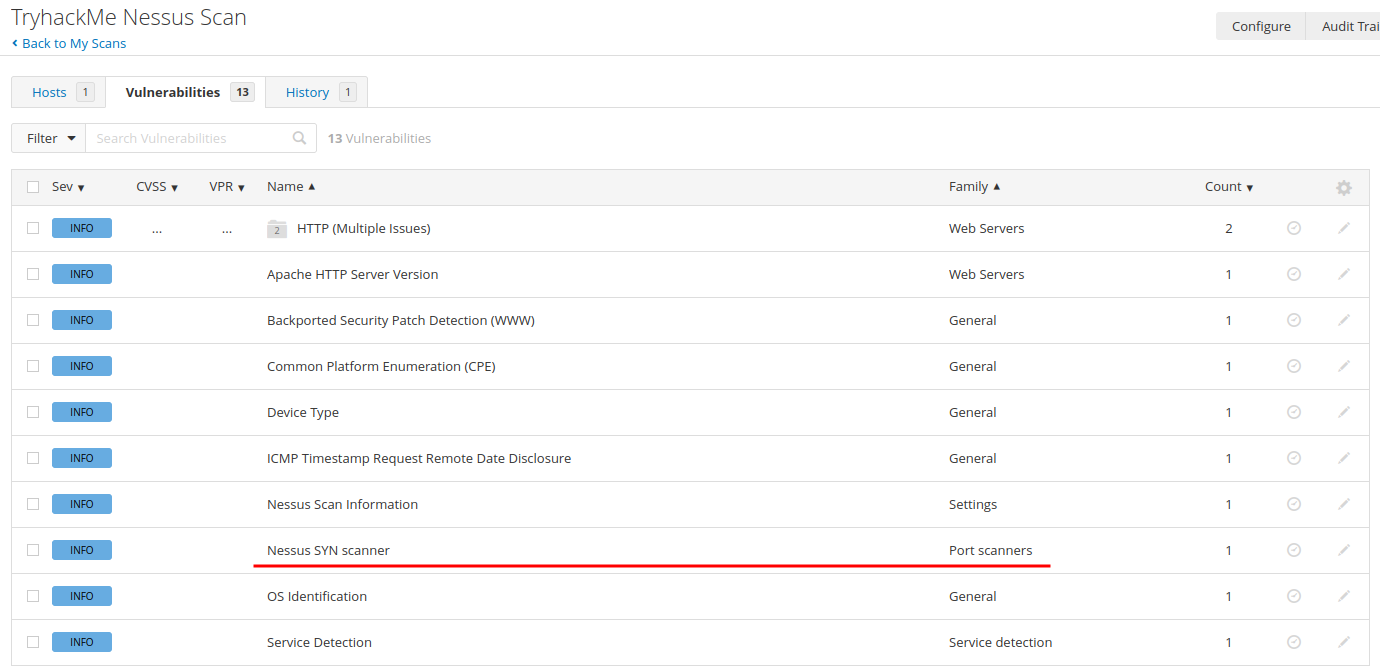 TryhackMe Nessus Scan
Configure Audit Trai
Back to My Scans
Hosts 1 Vulnerabilities 13 History 1
Filter Search Vulnerabilities 13 Vulnerabilities
Sev CVSS VPR Name Family Count
INFO ... ... 2 HTTP (Multiple Issues) Web Servers 2
INFO Apache HTTP Server Version Web Servers 1
INFO Backported Security Patch Detection (WWW) General 1
INFO Common Platform Enumeration (CPE) General 1
INFO Device Type General 1
INFO ICMP Timestamp Request Remote Date Disclosure General 1
INFO Nessus Scan Information Settings 1
INFO Nessus SYN scanner Port scanners 1
INFO OS Identification General 1
INFO Service Detection Service detection 1